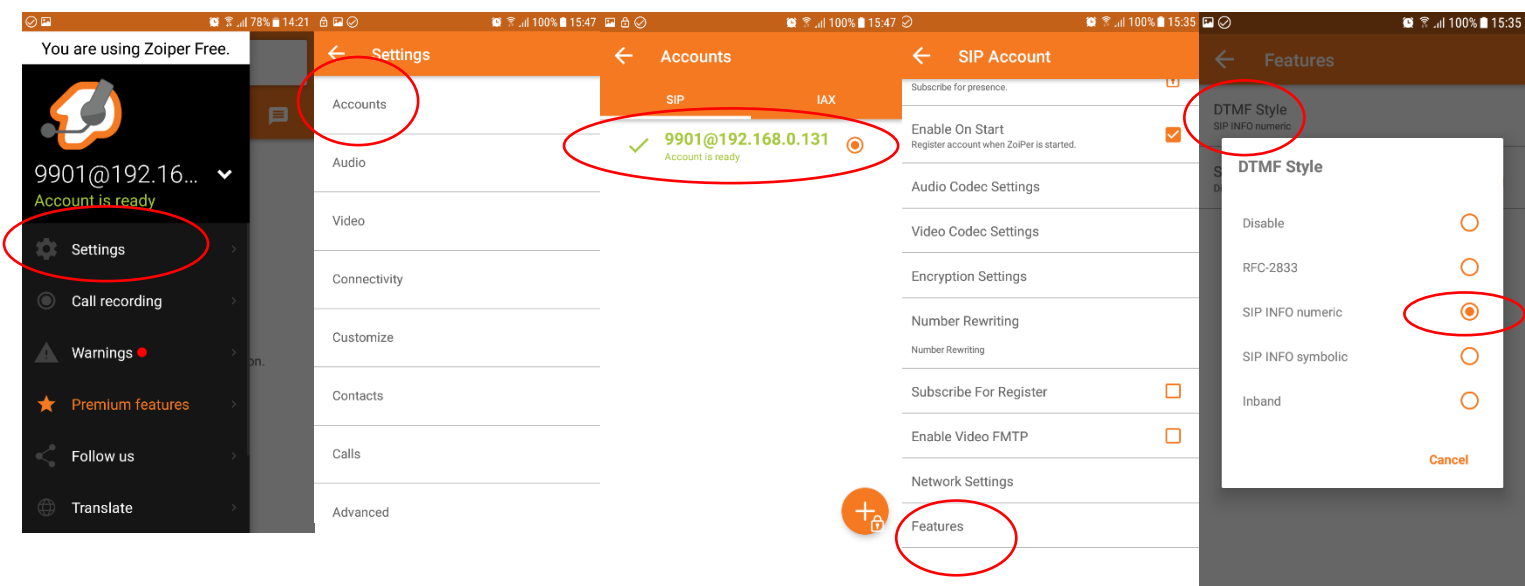 78% 14:21
You are using Zoiper Free.
9901@192.16...
Account is ready
Settings
Call recording
Warnings
on.
Premium features
Follow us
Translate
100% 15:47
Settings
Accounts
Audio
Video
Connectivity
Customize
Contacts
Calls
Advanced
100% 15:47
Accounts
SIP IAX
9901@192.168.0.131
Account is ready
100% 15:35
SIP Account
Subscribe for presence.
Enable On Start
Register account when ZoiPer is started.
Audio Codec Settings
Video Codec Settings
Encryption Settings
Number Rewriting
Number Rewriting
Subscribe For Register
Enable Video FMTP
Network Settings
Features
100% 15:35
Features
DTMF Style
SIP INFO numeric
DTMF Style
Disable
RFC-2833
SIP INFO numeric
SIP INFO symbolic
Inband
Cancel